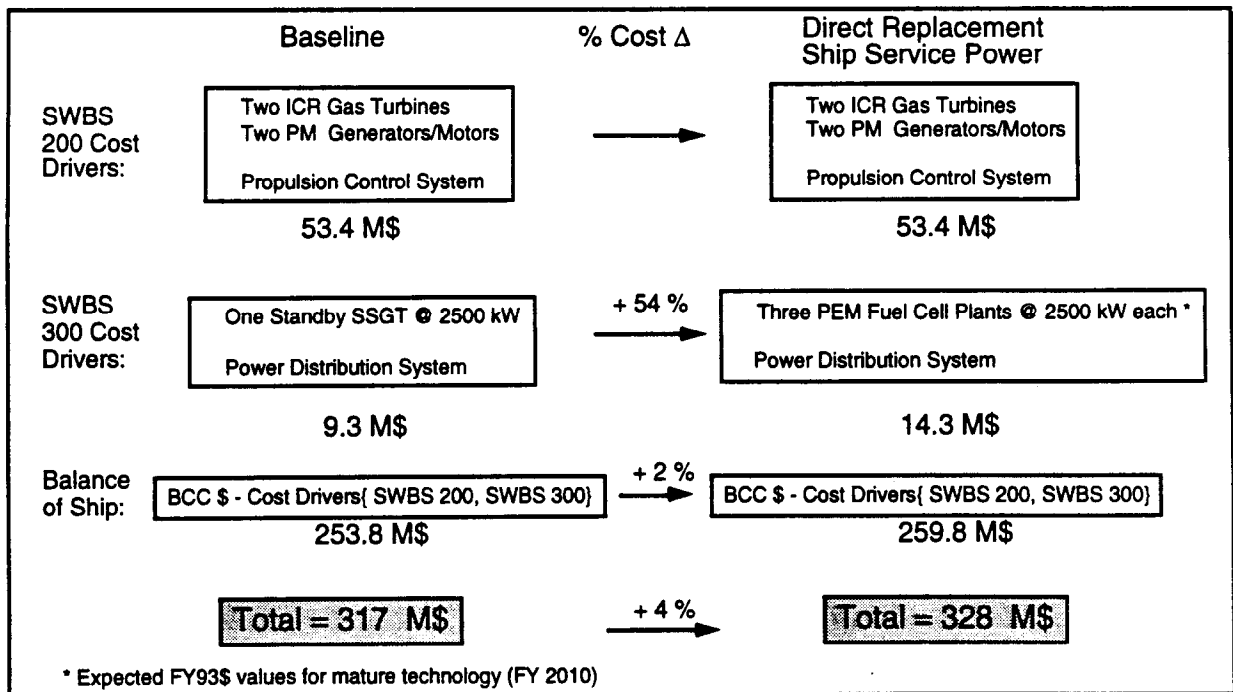 Baseline
% Cost Δ
Direct Replacement
Ship Service Power
SWBS
200 Cost
Drivers:
Two ICR Gas Turbines
Two PM Generators/Motors
Propulsion Control System
53.4 M$
Two ICR Gas Turbines
Two PM Generators/Motors
Propulsion Control System
53.4 M$
SWBS
300 Cost
Drivers:
One Standby SSGT @ 2500 kW
Power Distribution System
9.3 M$
+ 54 %
Three PEM Fuel Cell Plants @ 2500 kW each *
Power Distribution System
14.3 M$
Balance
of Ship:
BCC $ - Cost Drivers{ SWBS 200, SWBS 300}
253.8 M$
+ 2 %
BCC $ - Cost Drivers{ SWBS 200, SWBS 300}
259.8 M$
Total = 317 M$
+ 4 %
Total = 328 M$
* Expected FY93$ values for mature technology (FY 2010)